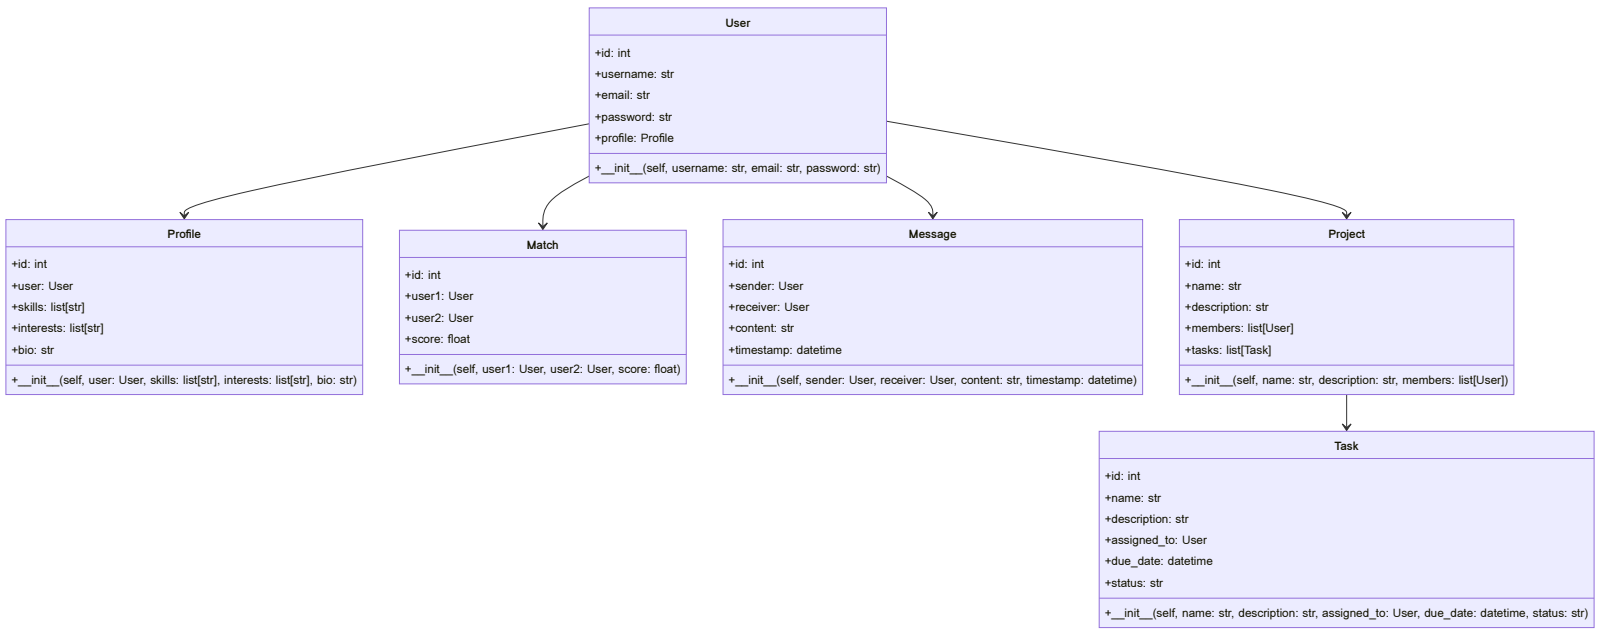 User
+id: int
+username: str
+email: str
+password: str
+profile: Profile
+__init__(self, username: str, email: str, password: str)
Profile
+id: int
+user: User
+skills: list[str]
+interests: list[str]
+bio: str
+__init__(self, user: User, skills: list[str], interests: list[str], bio: str)
Match
+id: int
+user1: User
+user2: User
+score: float
+__init__(self, user1: User, user2: User, score: float)
Message
+id: int
+sender: User
+receiver: User
+content: str
+timestamp: datetime
+__init__(self, sender: User, receiver: User, content: str, timestamp: datetime)
Project
+id: int
+name: str
+description: str
+members: list[User]
+tasks: list[Task]
+__init__(self, name: str, description: str, members: list[User])
Task
+id: int
+name: str
+description: str
+assigned_to: User
+due_date: datetime
+status: str
+__init__(self, name: str, description: str, assigned_to: User, due_date: datetime, status: str)